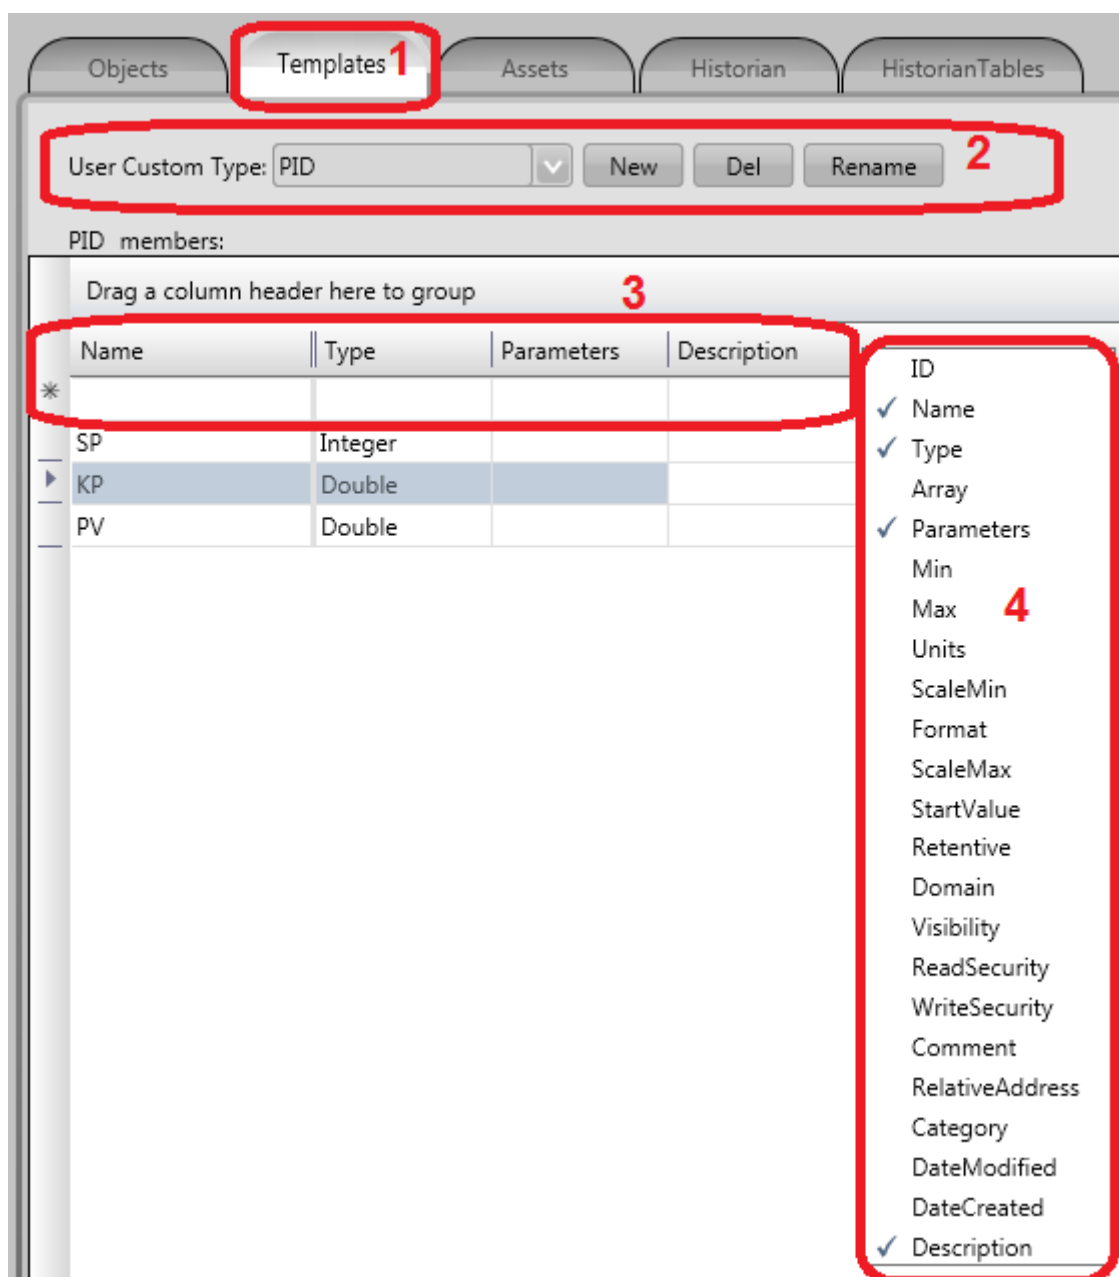 Objects Templates 1 Assets Historian HistorianTables
User Custom Type: PID New Del Rename 2
PID members:
Drag a column header here to group 3
Name Type Parameters Description
SP Integer
KP Double
PV Double
ID
Name
Type
Array
Parameters
Min
Max 4
Units
ScaleMin
Format
ScaleMax
StartValue
Retentive
Domain
Visibility
ReadSecurity
WriteSecurity
Comment
RelativeAddress
Category
DateModified
DateCreated
Description